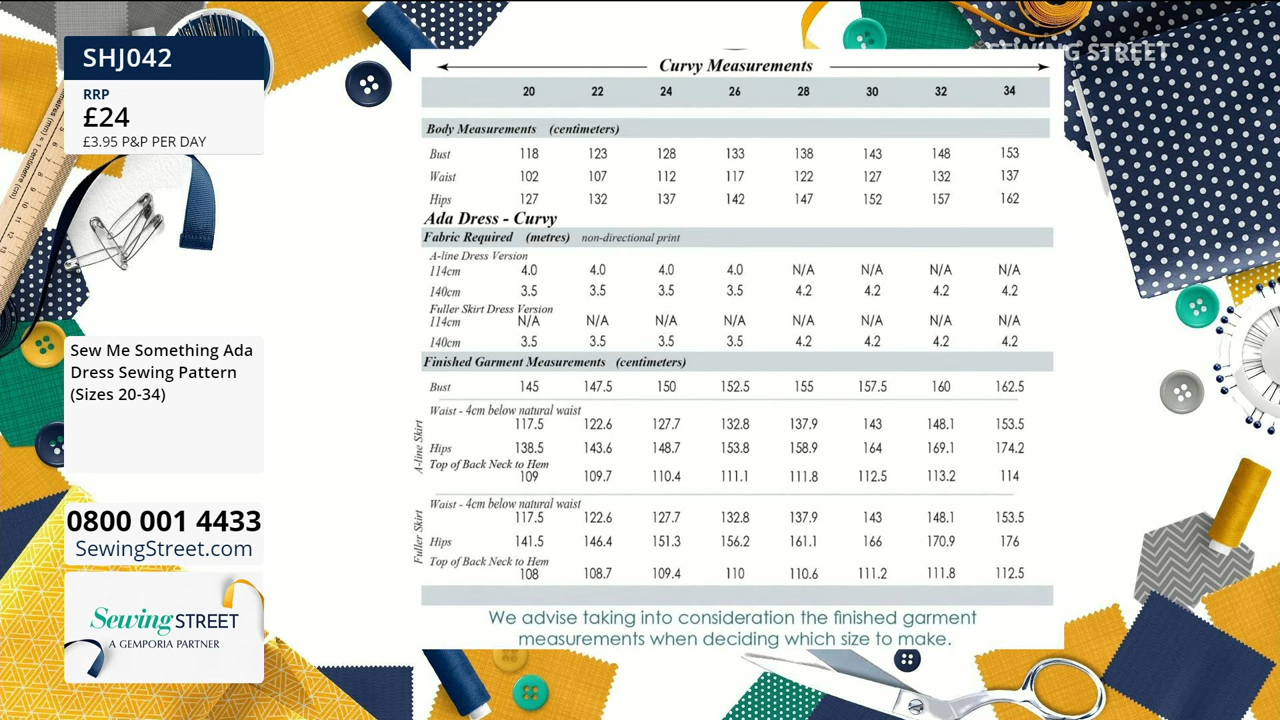 SHJ042
RRP
£24
£3.95 P&P PER DAY
Sew Me Something Ada
Dress Sewing Pattern
(Sizes 20-34)
0800 001 4433
SewingStreet.com
Sewing STREET
A GEMPORIA PARTNER
SEWING STREET
Curvy Measurements
20 22 24 26 28 30 32 34
Body Measurements (centimeters)
Bust 118 123 128 133 138 143 148 153
Waist 102 107 112 117 122 127 132 137
Hips 127 132 137 142 147 152 157 162
Ada Dress - Curvy
Fabric Required (metres) non-directional print
A-line Dress Version
114cm 4.0 4.0 4.0 4.0 N/A N/A N/A N/A
140cm 3.5 3.5 3.5 3.5 4.2 4.2 4.2 4.2
Fuller Skirt Dress Version
114cm N/A N/A N/A N/A N/A N/A N/A N/A
140cm 3.5 3.5 3.5 3.5 4.2 4.2 4.2 4.2
Finished Garment Measurements (centimeters)
Bust 145 147.5 150 152.5 155 157.5 160 162.5
A-line Skirt
Waist - 4cm below natural waist
117.5 122.6 127.7 132.8 137.9 143 148.1 153.5
Hips 138.5 143.6 148.7 153.8 158.9 164 169.1 174.2
Top of Back Neck to Hem
109 109.7 110.4 111.1 111.8 112.5 113.2 114
Fuller Skirt
Waist - 4cm below natural waist
117.5 122.6 127.7 132.8 137.9 143 148.1 153.5
Hips 141.5 146.4 151.3 156.2 161.1 166 170.9 176
Top of Back Neck to Hem
108 108.7 109.4 110 110.6 111.2 111.8 112.5
We advise taking into consideration the finished garment
measurements when deciding which size to make.